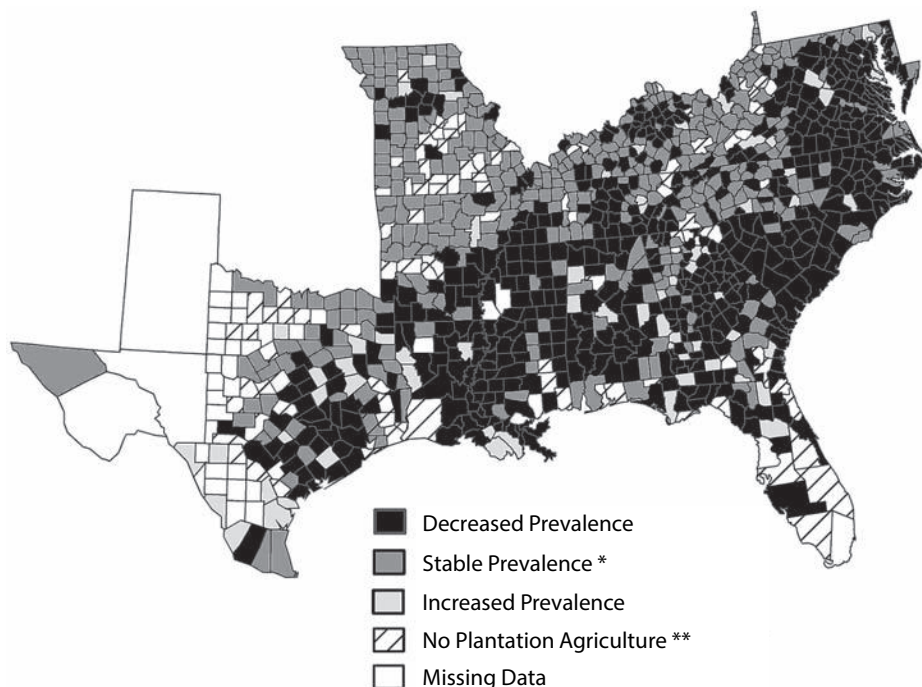 Decreased Prevalence
Stable Prevalence *
Increased Prevalence
No Plantation Agriculture **
Missing Data